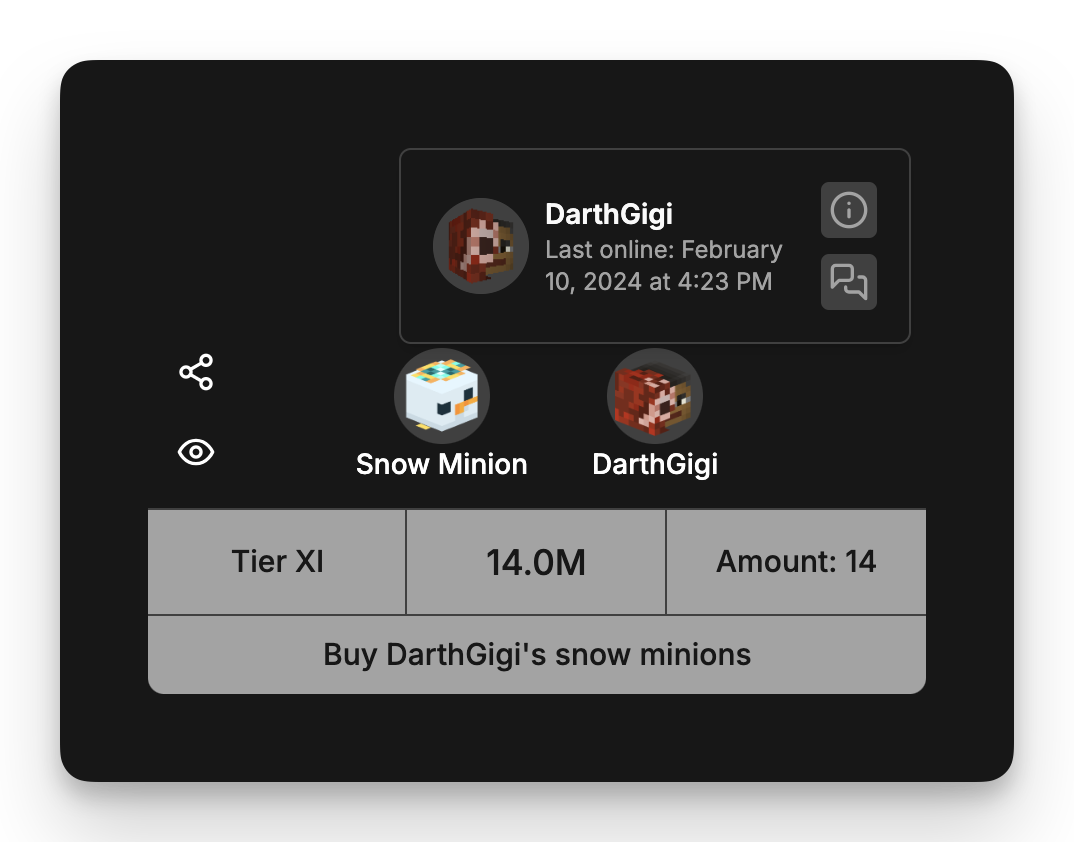 DarthGigi
Last online: February
10, 2024 at 4:23 PM
Snow Minion
DarthGigi
Tier XI
14.0M
Amount: 14
Buy DarthGigi's snow minions